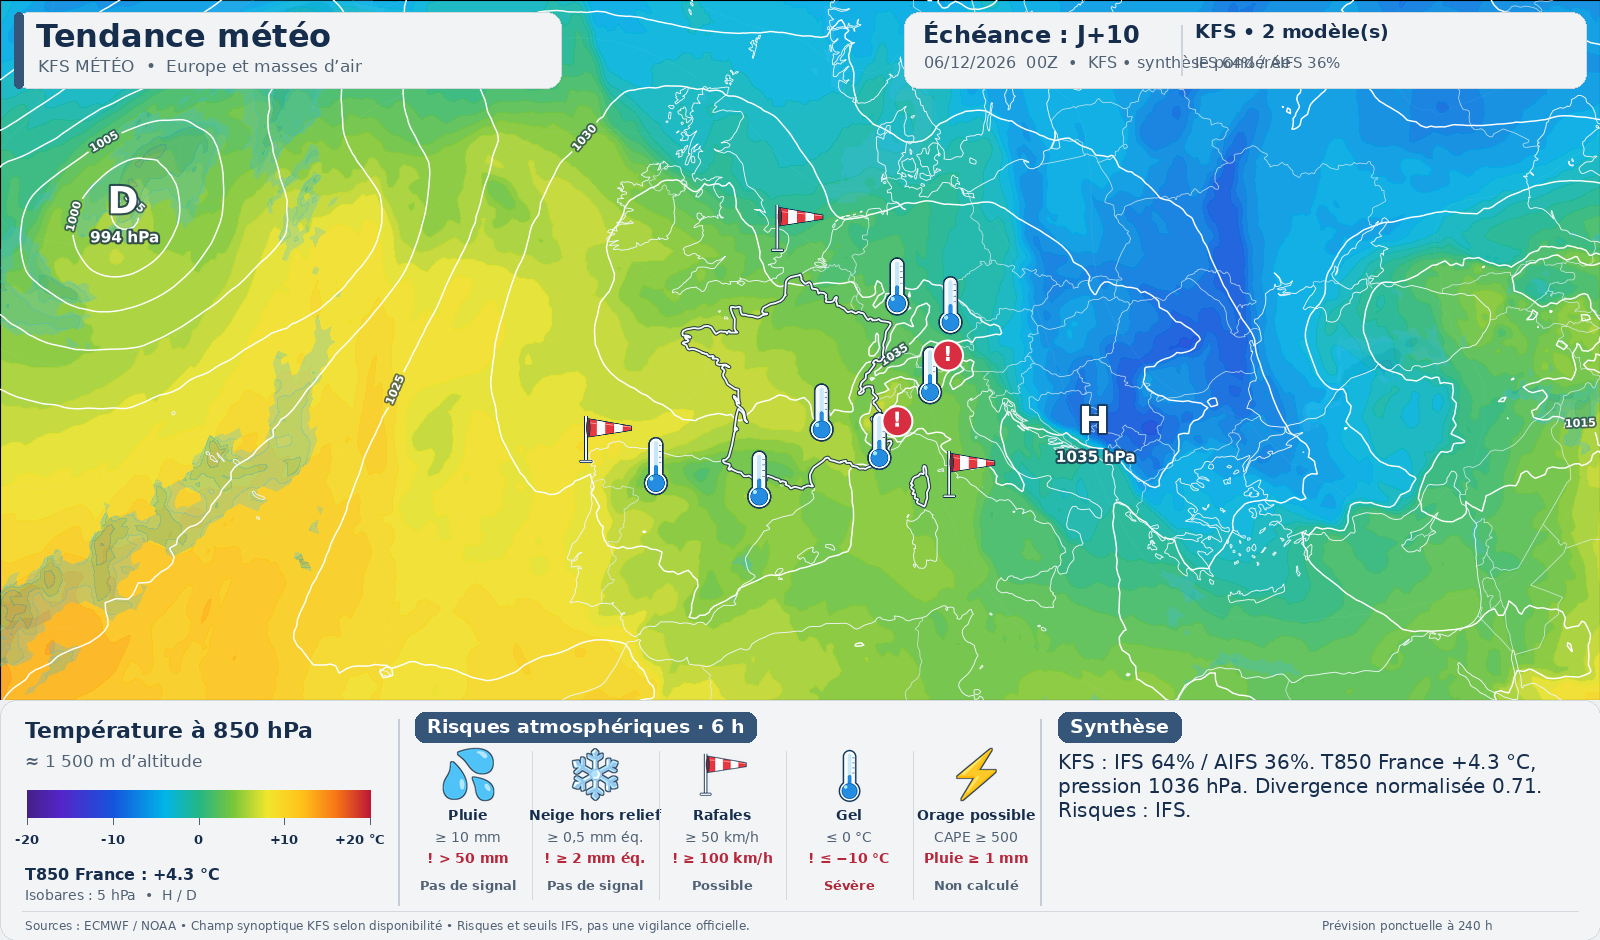 Tendance météo
KFS MÉTÉO • Europe et masses d’air
Échéance : J+10
06/12/2026 00Z • KFS • synthèse pondérée
KFS • 2 modèle(s)
IFS 64% / AIFS 36%
1005
1000
D
994 hPa
1030
1025
1035
H
1035 hPa
1015
!
!
Température à 850 hPa
≈ 1 500 m d’altitude
-20 -10 0 +10 +20 °C
T850 France : +4.3 °C
Isobares : 5 hPa • H / D
Risques atmosphériques · 6 h
Pluie
≥ 10 mm
! > 50 mm
Pas de signal
Neige hors relief
≥ 0,5 mm éq.
! ≥ 2 mm éq.
Pas de signal
Rafales
≥ 50 km/h
! ≥ 100 km/h
Possible
Gel
≤ 0 °C
! ≤ −10 °C
Sévère
Orage possible
CAPE ≥ 500
Pluie ≥ 1 mm
Non calculé
Synthèse
KFS : IFS 64% / AIFS 36%. T850 France +4.3 °C,
pression 1036 hPa. Divergence normalisée 0.71.
Risques : IFS.
Sources : ECMWF / NOAA • Champ synoptique KFS selon disponibilité • Risques et seuils IFS, pas une vigilance officielle.
Prévision ponctuelle à 240 h